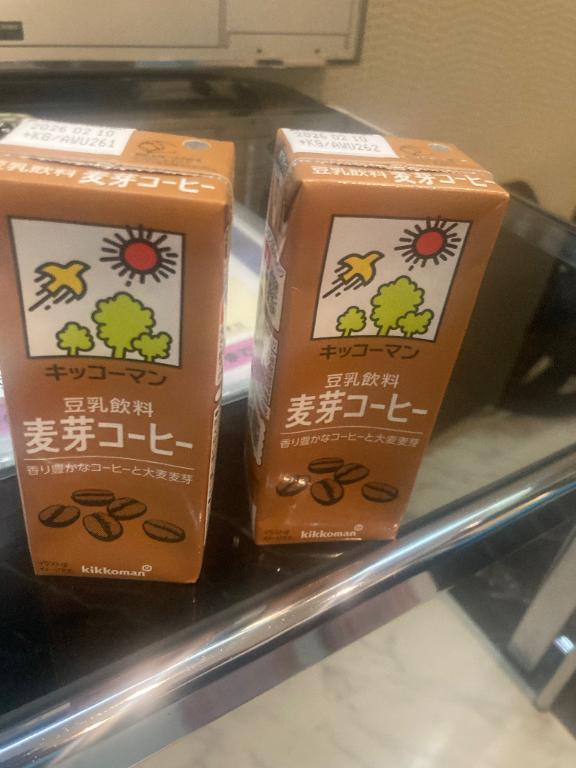 2026 02 10
+KG/AWU261
豆乳飲料 麦芽コーヒー
キッコーマン
豆乳飲料
麦芽コーヒー
香り豊かなコーヒーと大麦麦芽
kikkoman
2026 02 10
+KG/AWU262
豆乳飲料 麦芽コーヒー
キッコーマン
豆乳飲料
麦芽コーヒー
香り豊かなコーヒーと大麦麦芽
kikkoman